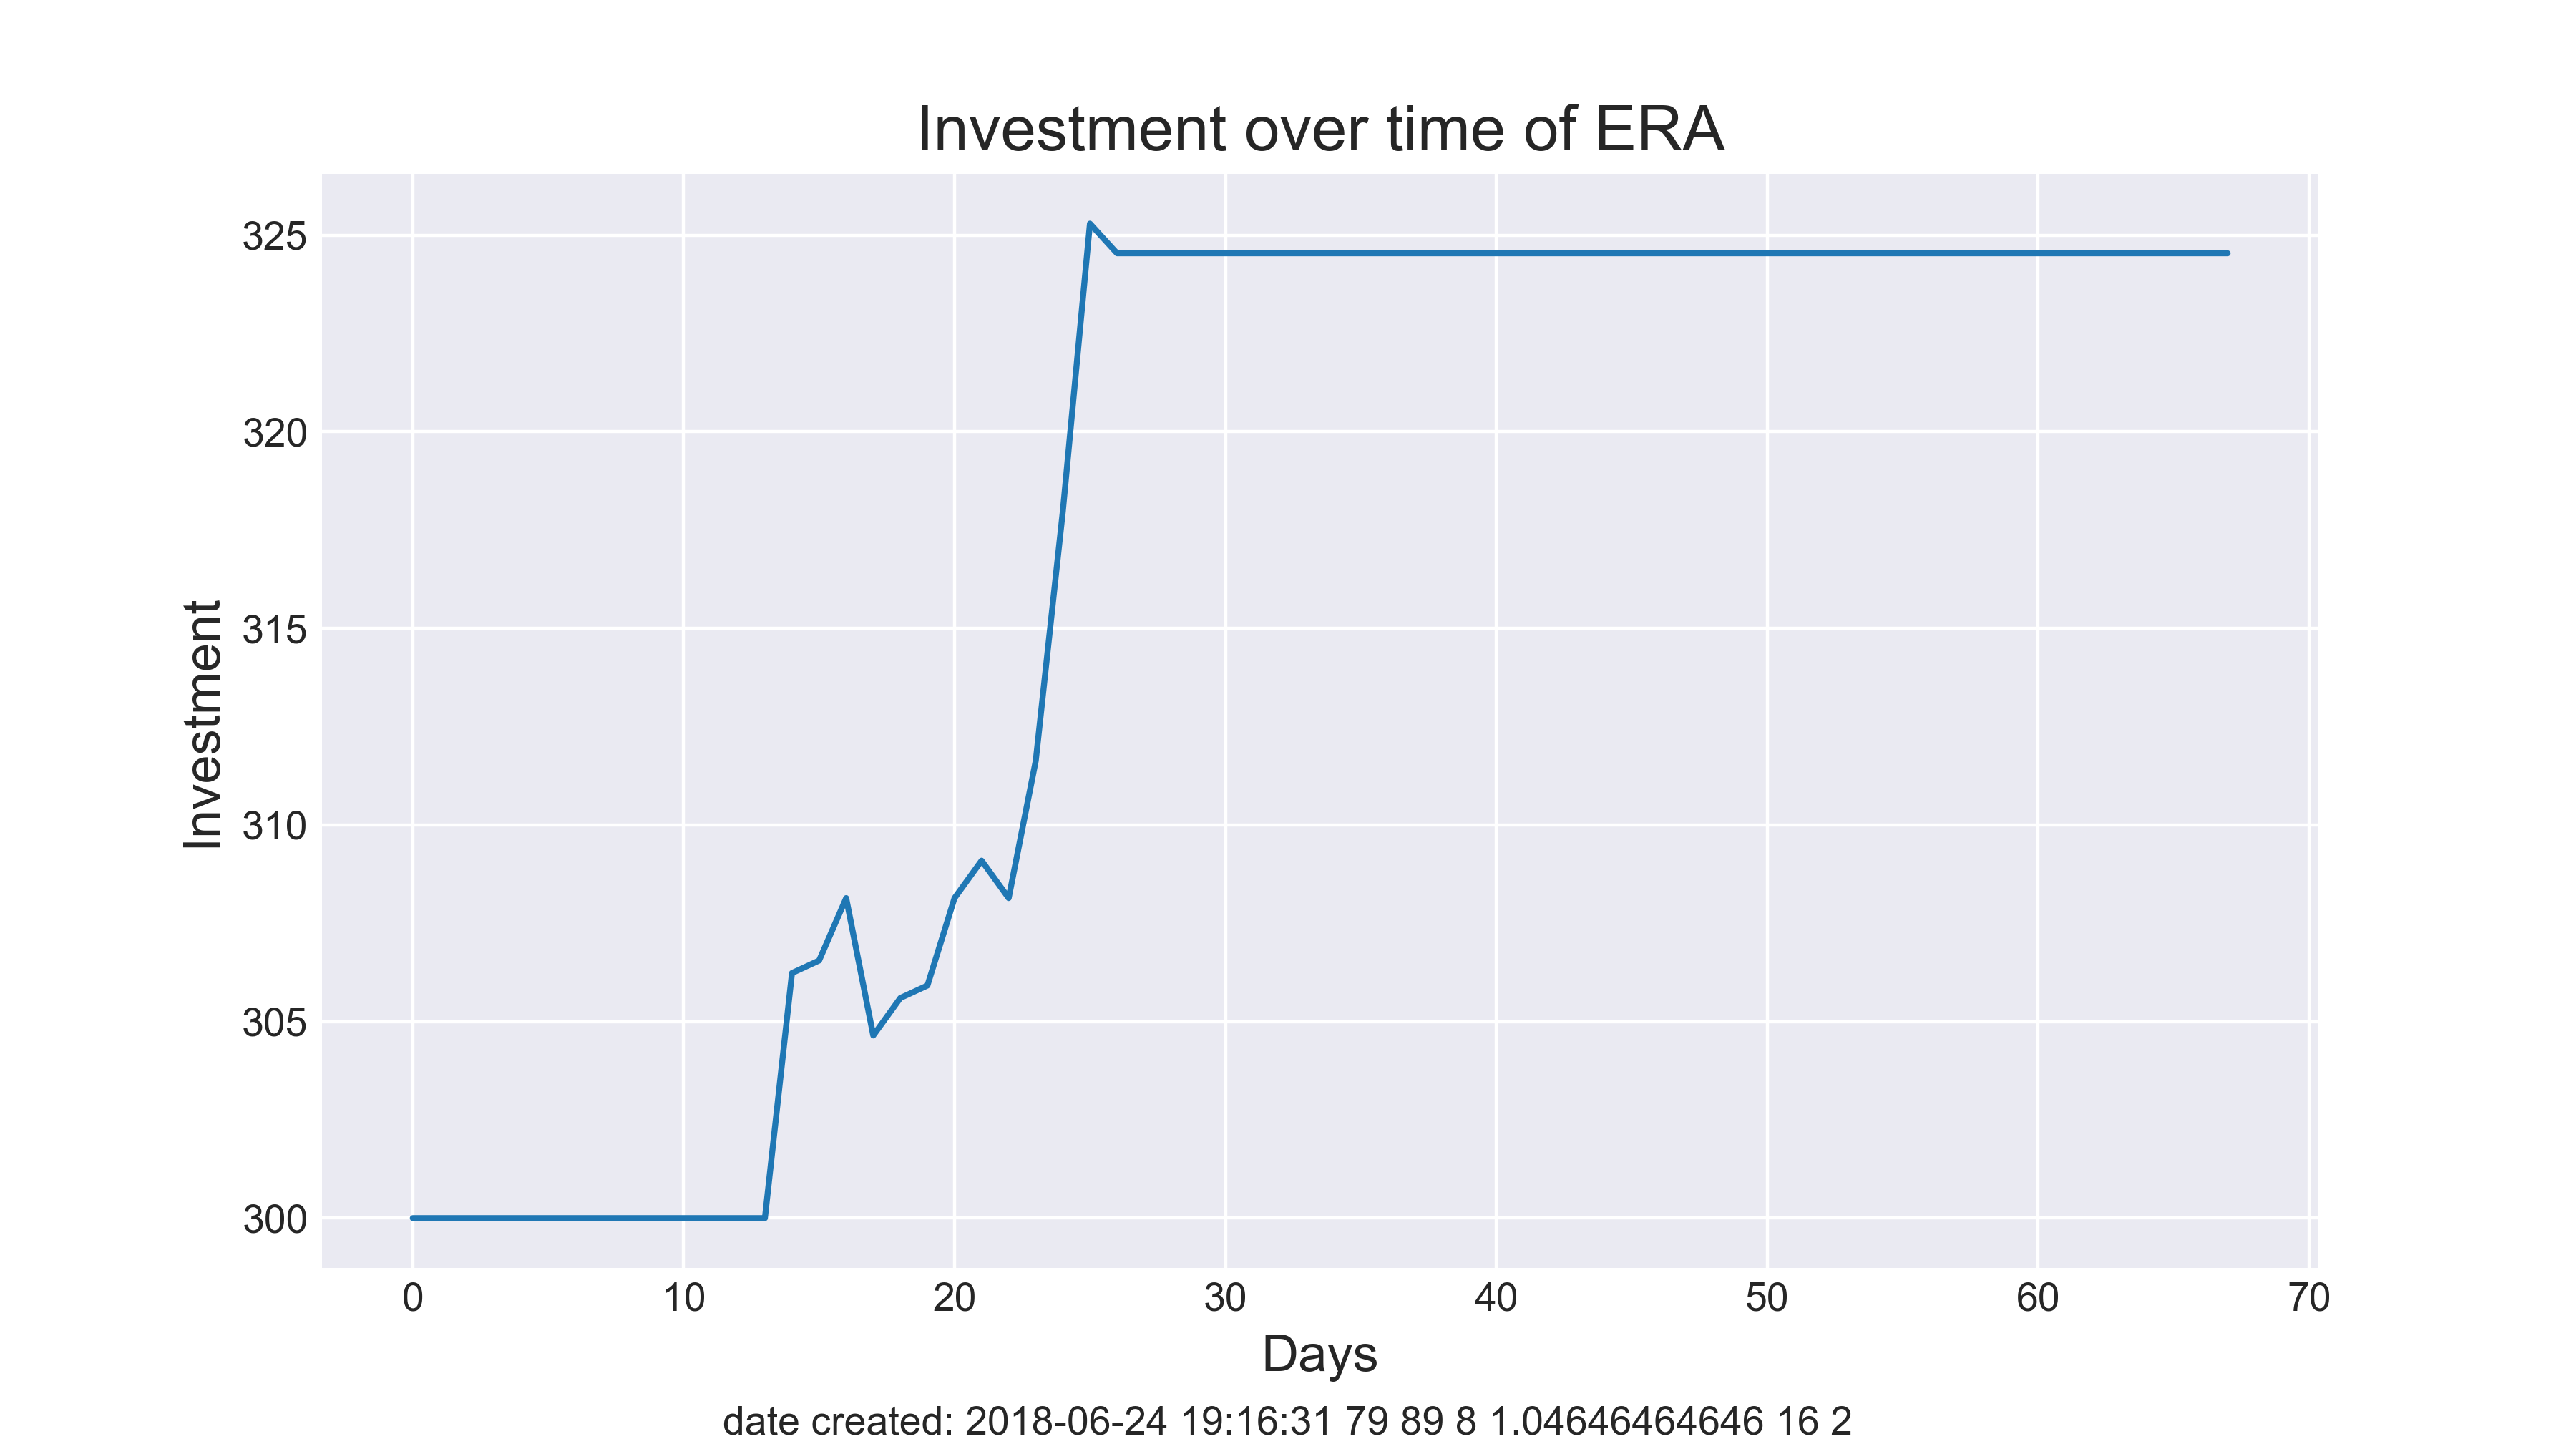 Investment over time of ERA
325
320
315
310
305
300
Investment
0 10 20 30 40 50 60 70
Days
date created: 2018-06-24 19:16:31 79 89 8 1.04646464646 16 2